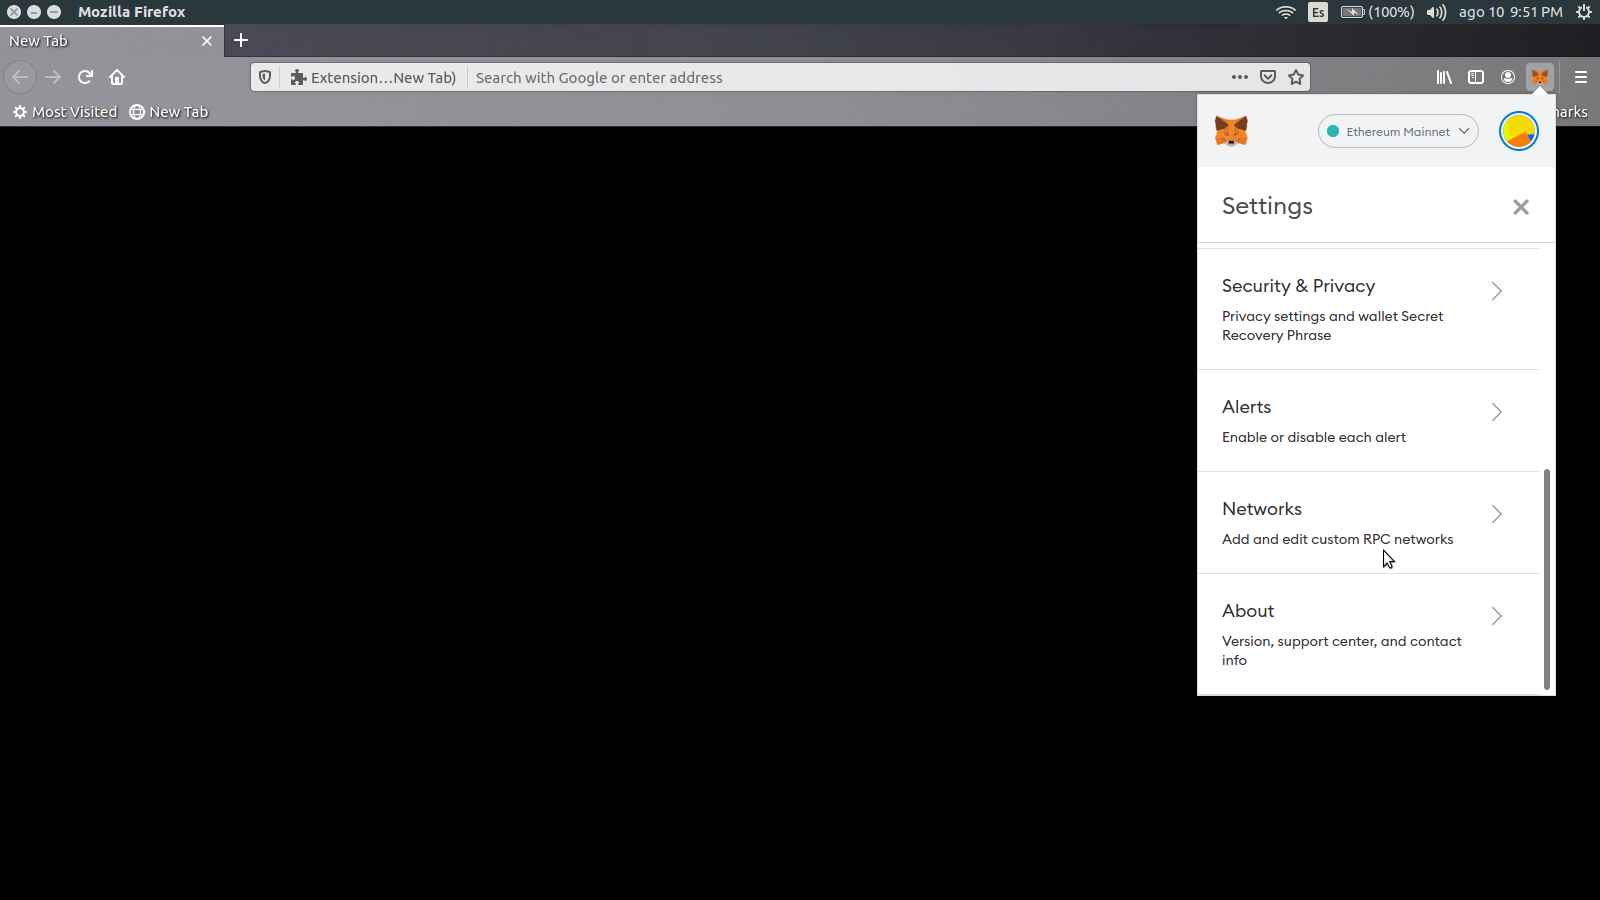 Mozilla Firefox
Es
(100%)
ago 10 9:51 PM
New Tab
Extension...New Tab)
Search with Google or enter address
Most Visited
New Tab
Ethereum Mainnet
Settings
Security & Privacy
Privacy settings and wallet Secret
Recovery Phrase
Alerts
Enable or disable each alert
Networks
Add and edit custom RPC networks
About
Version, support center, and contact
info